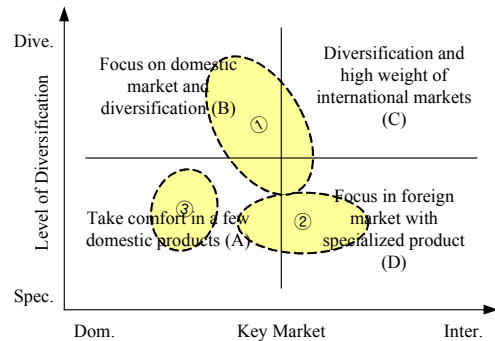 Dive.
Focus on domestic
market and
diversification (B)
Diversification and
high weight of
international markets
(C)
①
Level of Diversification
③
Take comfort in a few
domestic products (A)
②
Focus in foreign
market with
specialized product
(D)
Spec.
Dom.
Key Market
Inter.